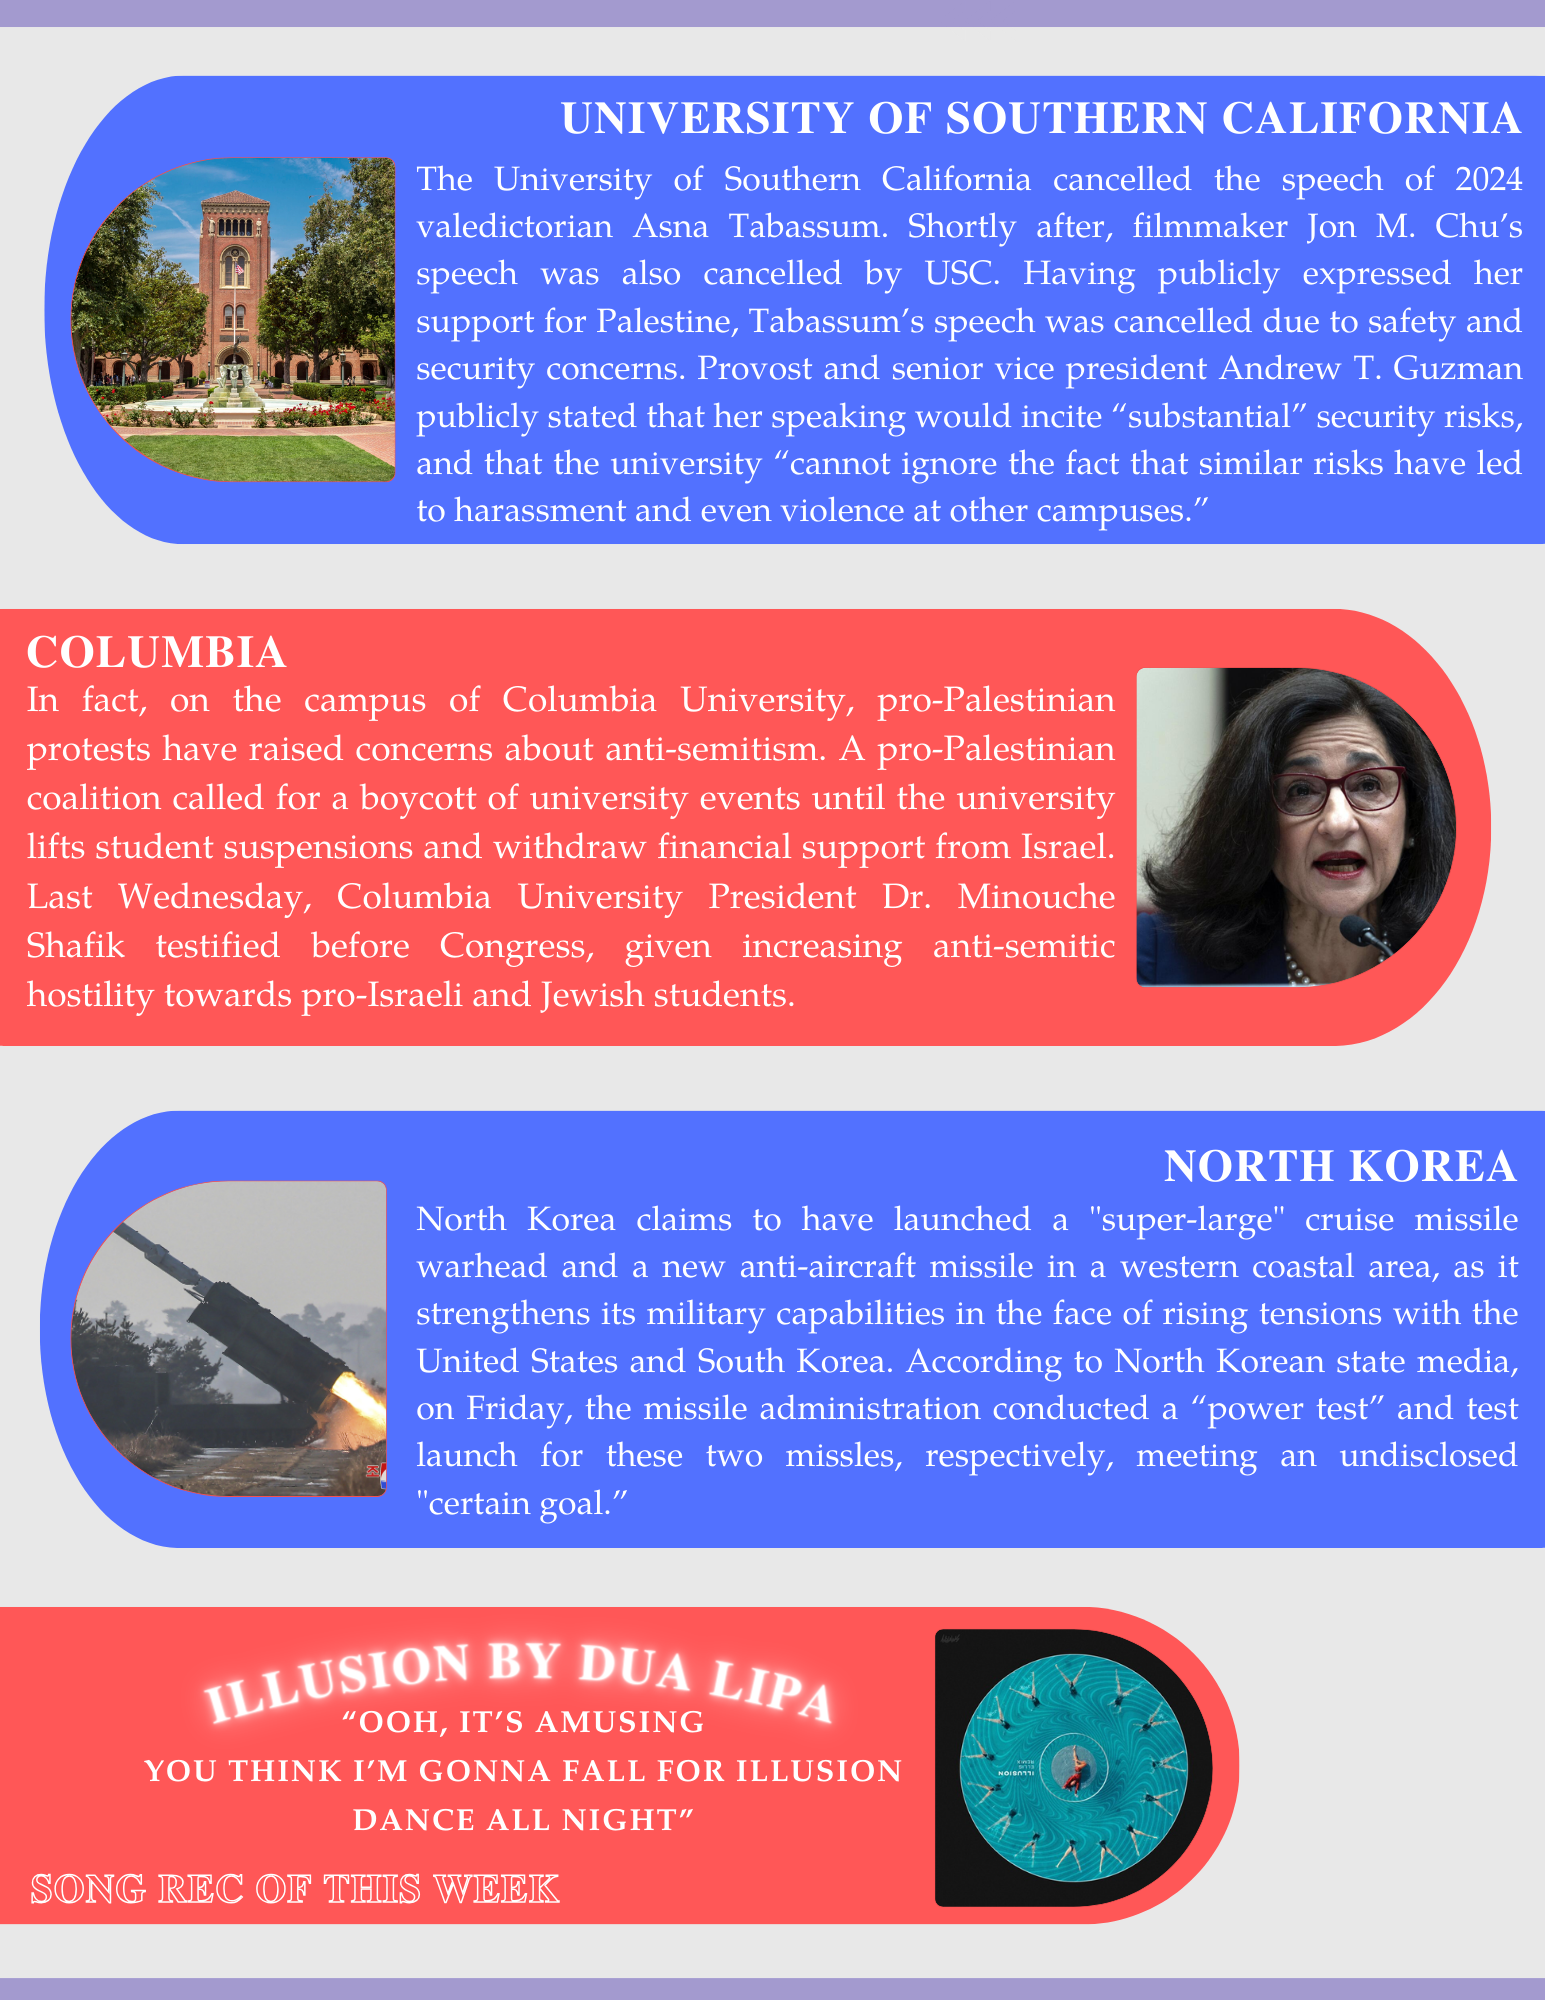 UNIVERSITY OF SOUTHERN CALIFORNIA
The University of Southern California cancelled the speech of 2024
valedictorian Asna Tabassum. Shortly after, filmmaker Jon M. Chu’s
speech was also cancelled by USC. Having publicly expressed her
support for Palestine, Tabassum’s speech was cancelled due to safety and
security concerns. Provost and senior vice president Andrew T. Guzman
publicly stated that her speaking would incite “substantial” security risks,
and that the university “cannot ignore the fact that similar risks have led
to harassment and even violence at other campuses.”
COLUMBIA
In fact, on the campus of Columbia University, pro-Palestinian
protests have raised concerns about anti-semitism. A pro-Palestinian
coalition called for a boycott of university events until the university
lifts student suspensions and withdraw financial support from Israel.
Last Wednesday, Columbia University President Dr. Minouche
Shafik testified before Congress, given increasing anti-semitic
hostility towards pro-Israeli and Jewish students.
NORTH KOREA
North Korea claims to have launched a "super-large" cruise missile
warhead and a new anti-aircraft missile in a western coastal area, as it
strengthens its military capabilities in the face of rising tensions with the
United States and South Korea. According to North Korean state media,
on Friday, the missile administration conducted a “power test” and test
launch for these two missles, respectively, meeting an undisclosed
"certain goal.”
ILLUSION BY DUA LIPA
“OOH, IT’S AMUSING
YOU THINK I’M GONNA FALL FOR ILLUSION
DANCE ALL NIGHT”
ILLUSION
SONG REC OF THIS WEEK